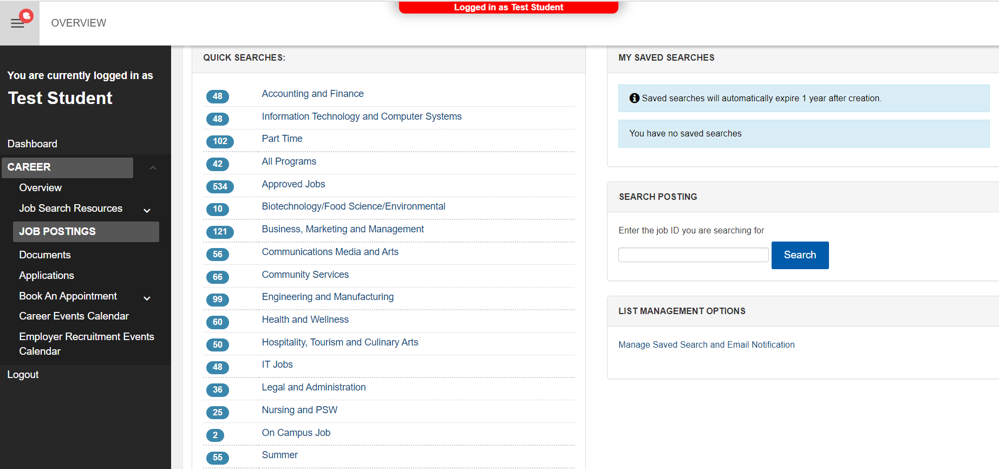 Logged in as Test Student
OVERVIEW
You are currently logged in as
Test Student
Dashboard
CAREER
Overview
Job Search Resources
JOB POSTINGS
Documents
Applications
Book An Appointment
Career Events Calendar
Employer Recruitment Events
Calendar
Logout
QUICK SEARCHES:
48 Accounting and Finance
48 Information Technology and Computer Systems
102 Part Time
42 All Programs
534 Approved Jobs
10 Biotechnology/Food Science/Environmental
121 Business, Marketing and Management
56 Communications Media and Arts
66 Community Services
99 Engineering and Manufacturing
60 Health and Wellness
50 Hospitality, Tourism and Culinary Arts
48 IT Jobs
36 Legal and Administration
25 Nursing and PSW
2 On Campus Job
55 Summer
MY SAVED SEARCHES
Saved searches will automatically expire 1 year after creation.
You have no saved searches
SEARCH POSTING
Enter the job ID you are searching for
Search
LIST MANAGEMENT OPTIONS
Manage Saved Search and Email Notification